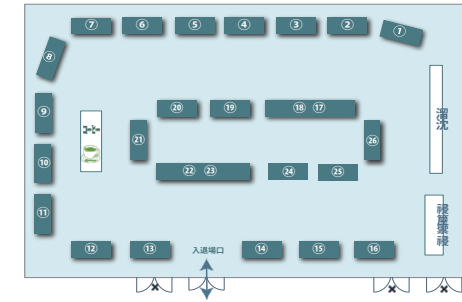 ⑦ ⑥ ⑤ ④ ③ ② ①
⑧
⑨
⑩
⑪
⑳ ⑲ ⑱ ⑰
㉑
㉖
㉒ ㉓ ㉔ ㉕
⑫ ⑬ 入退場口 ⑭ ⑮ ⑯